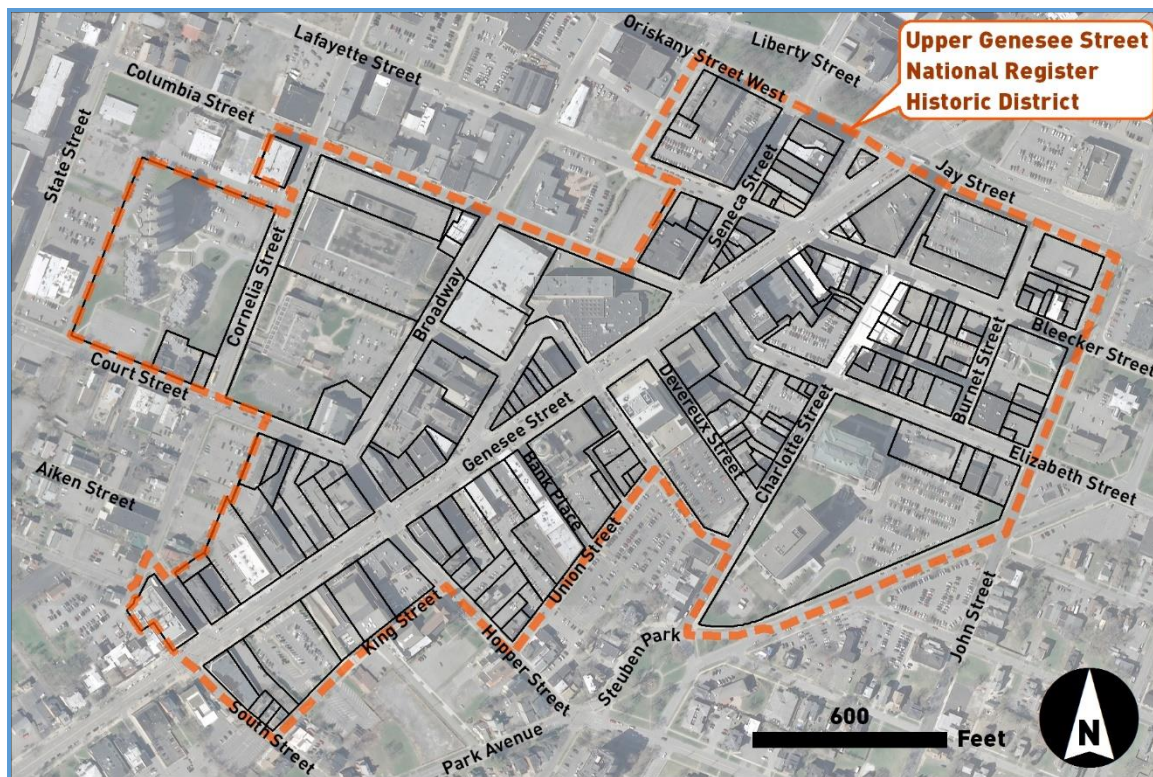 Upper Genesee Street
National Register
Historic District
Oriskany Street West
Liberty Street
Lafayette Street
Columbia Street
State Street
Jay Street
Seneca Street
Cornelia Street
Broadway
Bleecker Street
Burnet Street
Court Street
Devereux Street
Genesee Street
Charlotte Street
Elizabeth Street
Bank Place
Aiken Street
Union Street
King Street
Hopper Street
Steuben Park
John Street
South Street
Park Avenue
600
Feet
N